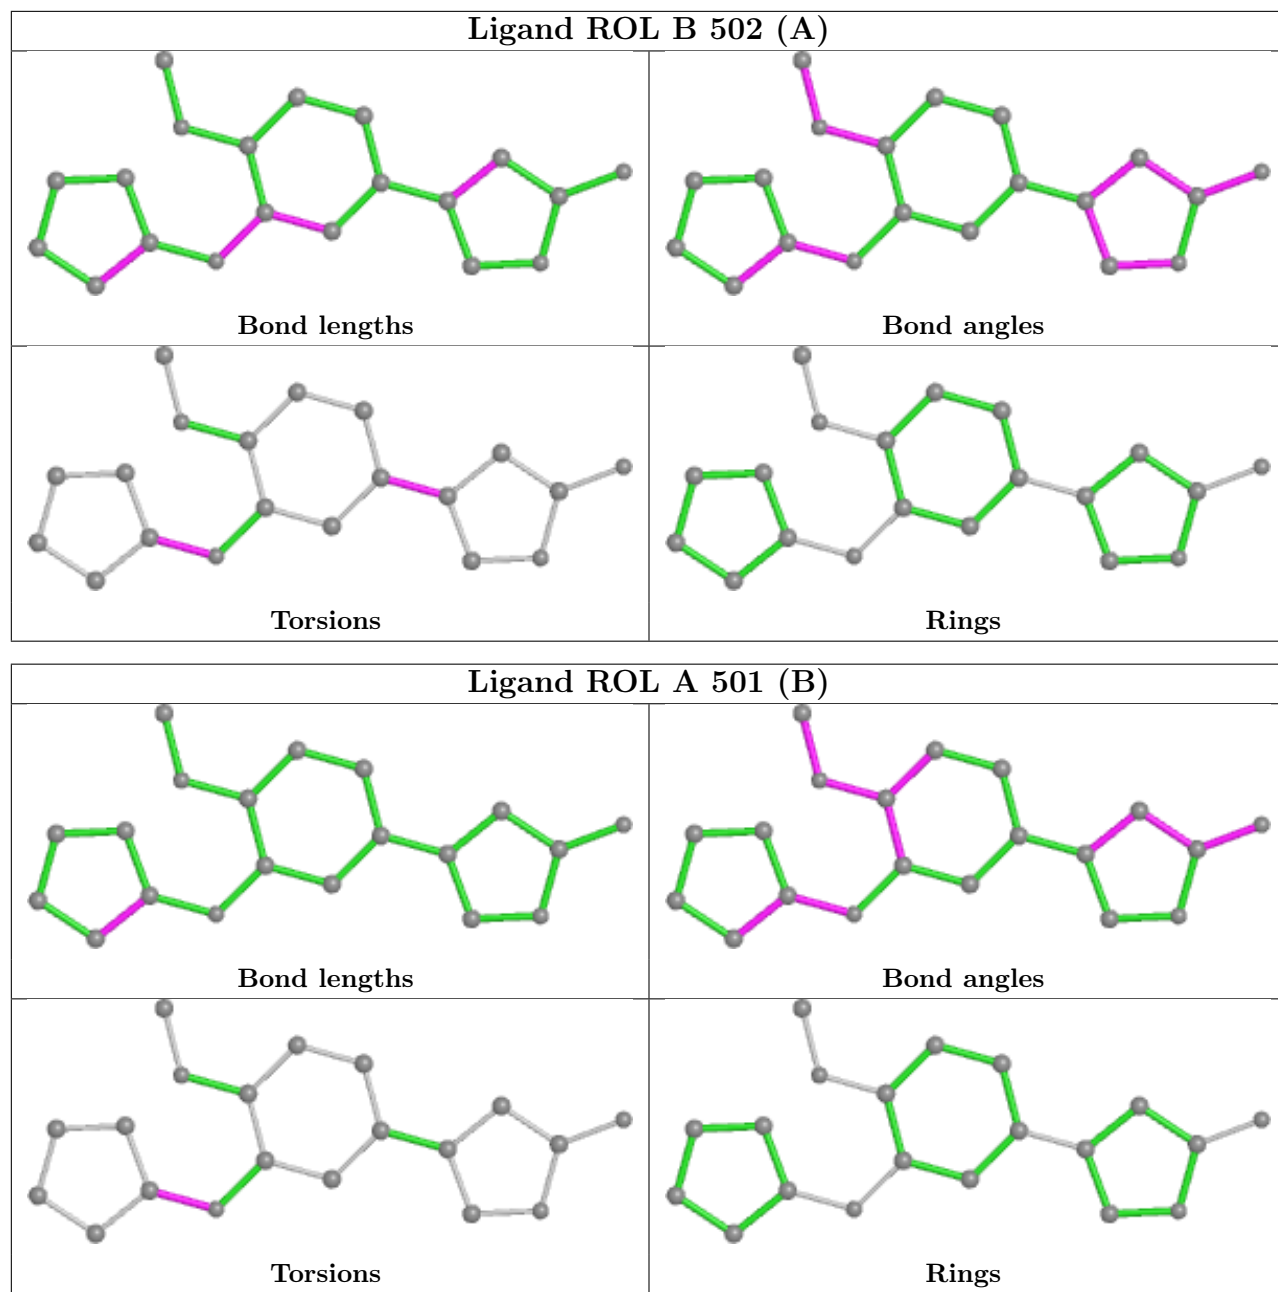 Ligand ROL B 502 (A)
Bond lengths
Bond angles
Torsions
Rings
Ligand ROL A 501 (B)
Bond lengths
Bond angles
Torsions
Rings